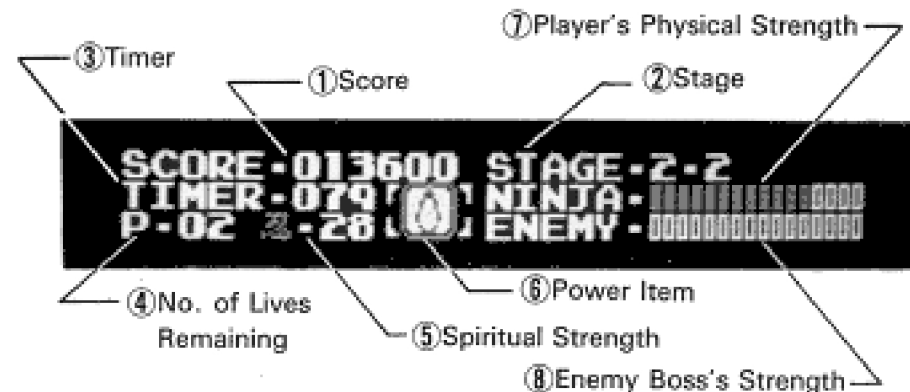 ⑦Player's Physical Strength
③Timer
①Score
②Stage
SCORE-013600 STAGE-2-2
TIMER-079 NINJA-
P-02 -28 ENEMY-
④No. of Lives
Remaining
⑥Power Item
⑤Spiritual Strength
⑧Enemy Boss's Strength